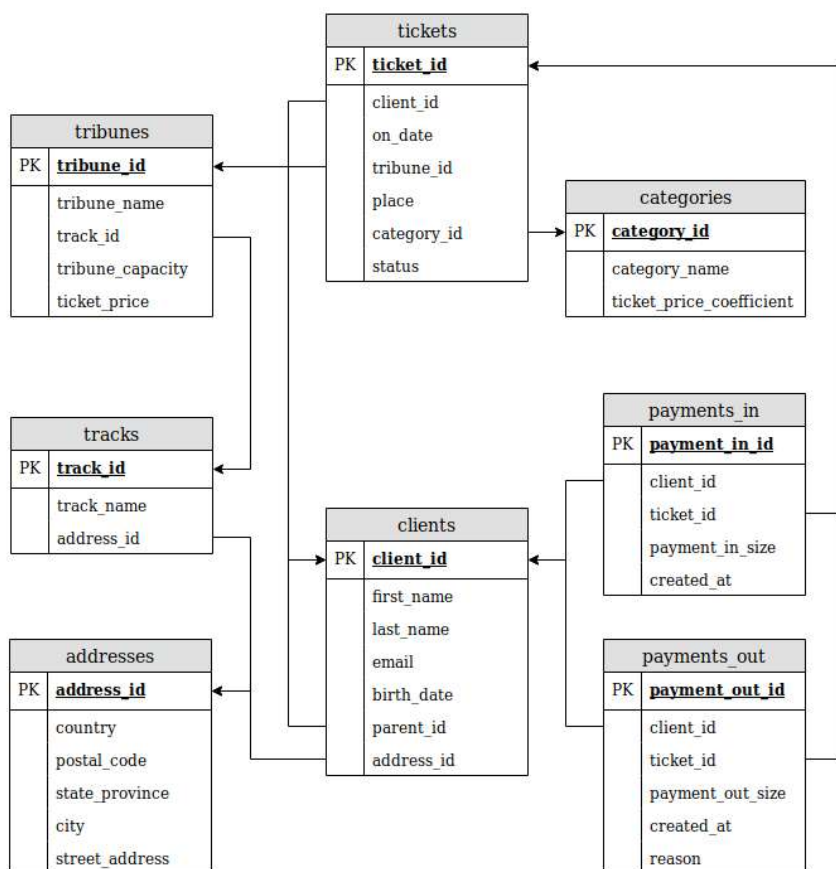 tickets
PK ticket_id
client_id
on_date
tribune_id
place
category_id
status
tribunes
PK tribune_id
tribune_name
track_id
tribune_capacity
ticket_price
categories
PK category_id
category_name
ticket_price_coefficient
tracks
PK track_id
track_name
address_id
clients
PK client_id
first_name
last_name
email
birth_date
parent_id
address_id
payments_in
PK payment_in_id
client_id
ticket_id
payment_in_size
created_at
addresses
PK address_id
country
postal_code
state_province
city
street_address
payments_out
PK payment_out_id
client_id
ticket_id
payment_out_size
created_at
reason